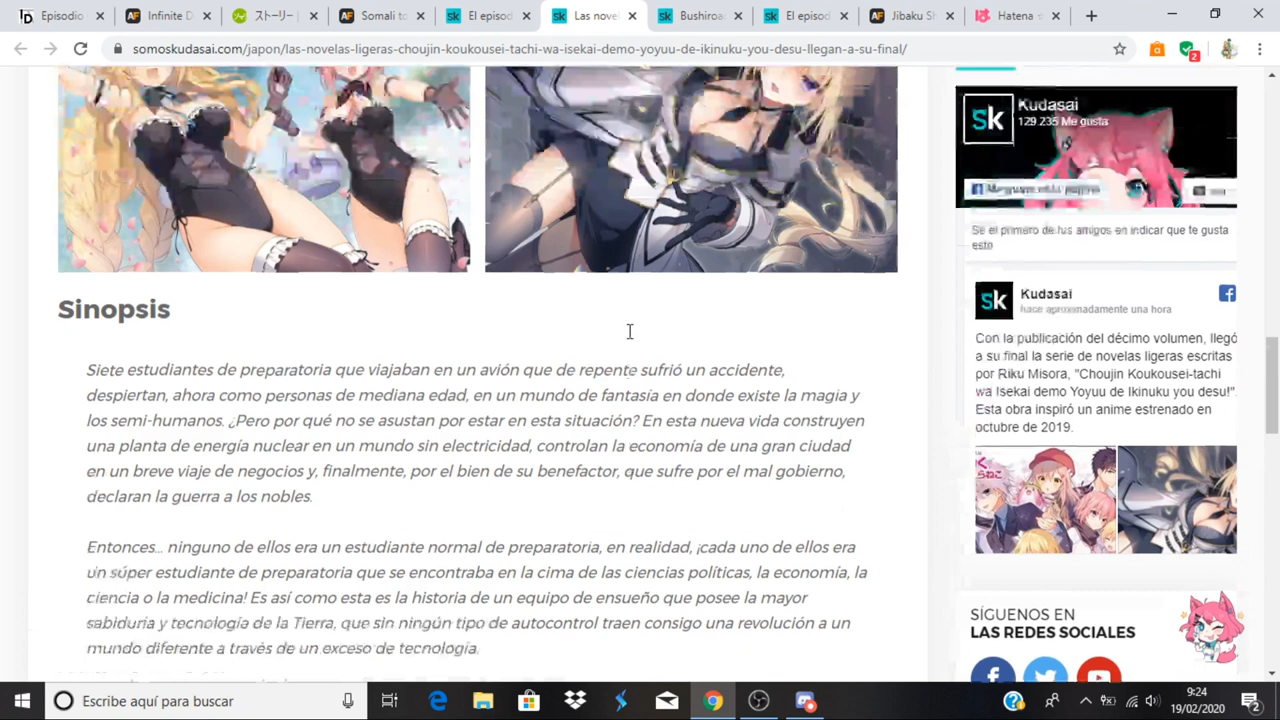 Episodio
Infinite D
ストーリー
Somali to
El episod
Las nove
Bushiroa
El episod
Jibaku Sh
Hatena
somoskudasai.com/japon/las-novelas-ligeras-choujin-koukousei-tachi-wa-isekai-demo-yoyuu-de-ikinuku-you-desu-llegan-a-su-final/
2
Sinopsis
Siete estudiantes de preparatoria que viajaban en un avión que de repente sufrió un accidente,
despiertan, ahora como personas de mediana edad, en un mundo de fantasía en donde existe la magia y
los semi-humanos. ¿Pero por qué no se asustan por estar en esta situación? En esta nueva vida construyen
una planta de energía nuclear en un mundo sin electricidad, controlan la economía de una gran ciudad
en un breve viaje de negocios y, finalmente, por el bien de su benefactor, que sufre por el mal gobierno,
declaran la guerra a los nobles.
Entonces… ninguno de ellos era un estudiante normal de preparatoria, en realidad, ¡cada uno de ellos era
un súper estudiante de preparatoria que se encontraba en la cima de las ciencias políticas, la economía, la
ciencia o la medicina! Es así como esta es la historia de un equipo de ensueño que posee la mayor
sabiduría y tecnología de la Tierra, que sin ningún tipo de autocontrol traen consigo una revolución a un
mundo diferente a través de un exceso de tecnología.
sk
Kudasai
129.235 Me gusta
Sé el primero de tus amigos en indicar que te gusta
esto
sk
Kudasai
hace aproximadamente una hora
Con la publicación del décimo volumen, llegó
a su final la serie de novelas ligeras escritas
por Riku Misora, "Choujin Koukousei-tachi
wa Isekai demo Yoyuu de Ikinuku you desu!".
Esta obra inspiró un anime estrenado en
octubre de 2019.
SÍGUENOS EN
LAS REDES SOCIALES
Escribe aquí para buscar
9:24
19/02/2020
2